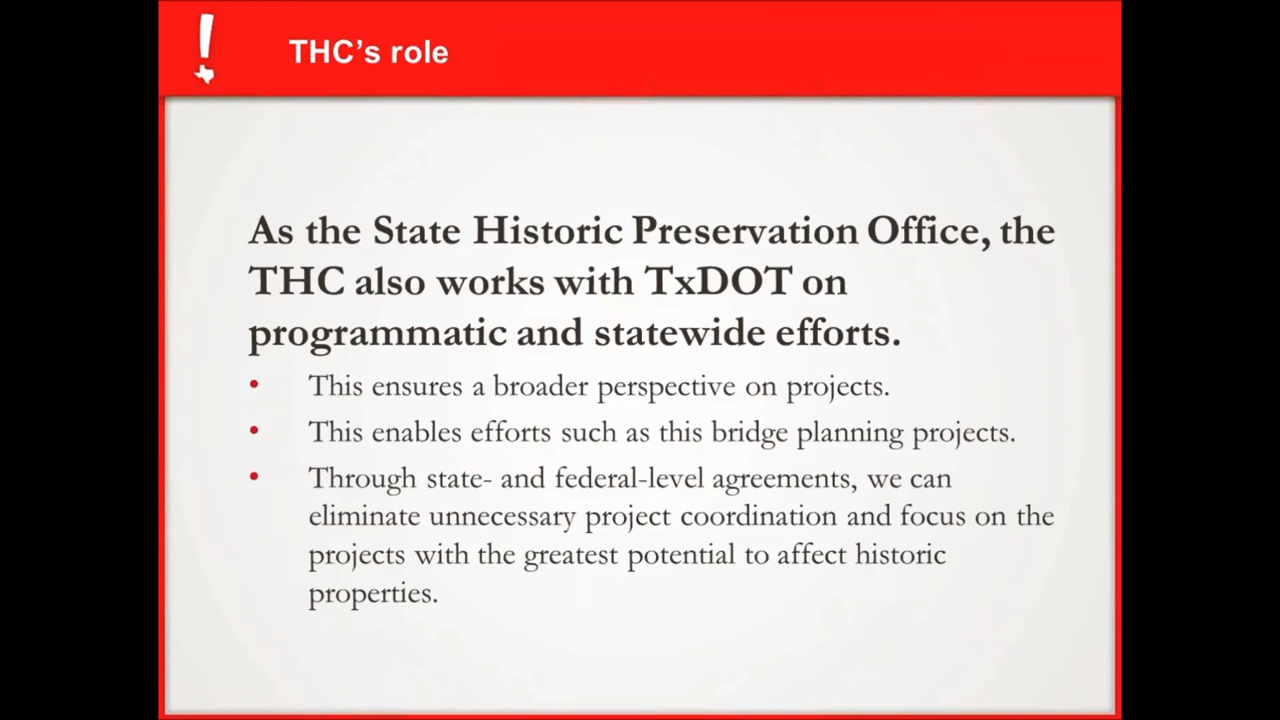 THC’s role
As the State Historic Preservation Office, the
THC also works with TxDOT on
programmatic and statewide efforts.
• This ensures a broader perspective on projects.
• This enables efforts such as this bridge planning projects.
• Through state- and federal-level agreements, we can
eliminate unnecessary project coordination and focus on the
projects with the greatest potential to affect historic
properties.